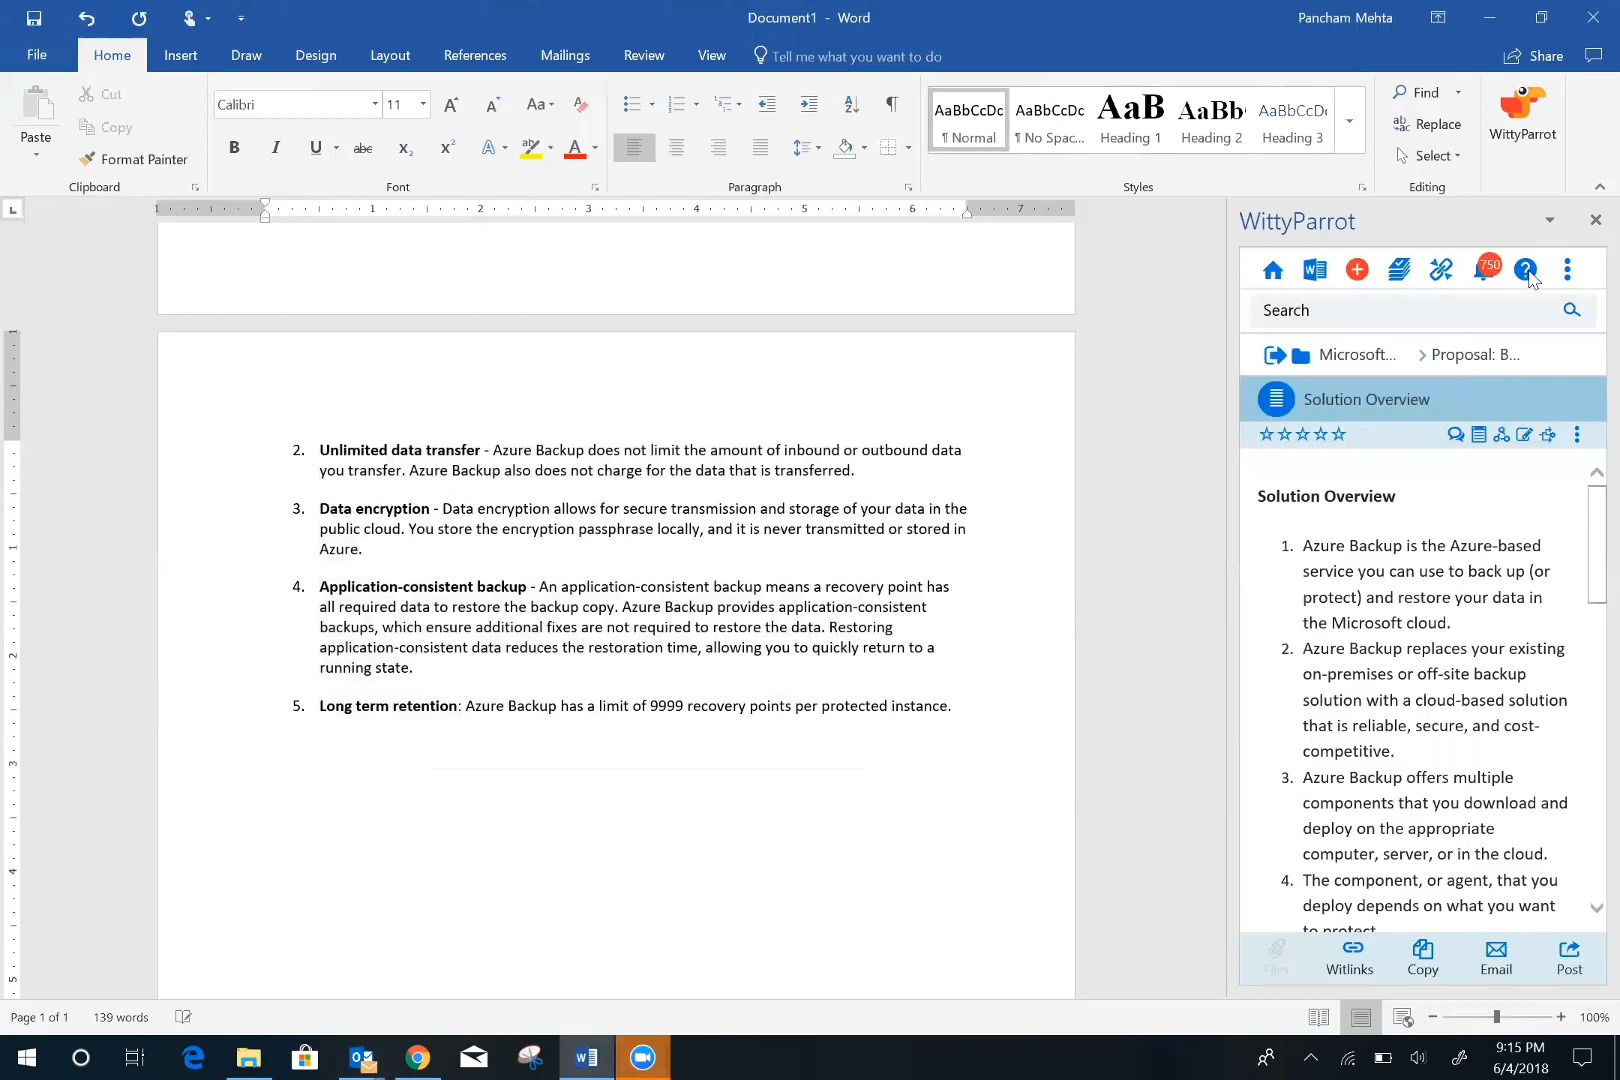 Document1 - Word
Pancham Mehta
File Home Insert Draw Design Layout References Mailings Review View Tell me what you want to do
Share
Paste
Cut
Copy
Format Painter
Clipboard
Calibri 11
Aa
B I U abc X₂ X² A A
Font
Paragraph
AaBbCcDc AaBbCcDc AaB AaBb AaBbCcDc
¶ Normal ¶ No Spac... Heading 1 Heading 2 Heading 3
Styles
Find
Replace
Select
Editing
WittyParrot
1 1 2 3 4 5 6 7
WittyParrot
750
Search
Microsoft... > Proposal: B...
Solution Overview
2. Unlimited data transfer - Azure Backup does not limit the amount of inbound or outbound data
you transfer. Azure Backup also does not charge for the data that is transferred.
3. Data encryption - Data encryption allows for secure transmission and storage of your data in the
public cloud. You store the encryption passphrase locally, and it is never transmitted or stored in
Azure.
4. Application-consistent backup - An application-consistent backup means a recovery point has
all required data to restore the backup copy. Azure Backup provides application-consistent
backups, which ensure additional fixes are not required to restore the data. Restoring
application-consistent data reduces the restoration time, allowing you to quickly return to a
running state.
5. Long term retention: Azure Backup has a limit of 9999 recovery points per protected instance.
Solution Overview
1. Azure Backup is the Azure-based
service you can use to back up (or
protect) and restore your data in
the Microsoft cloud.
2. Azure Backup replaces your existing
on-premises or off-site backup
solution with a cloud-based solution
that is reliable, secure, and cost-
competitive.
3. Azure Backup offers multiple
components that you download and
deploy on the appropriate
computer, server, or in the cloud.
4. The component, or agent, that you
deploy depends on what you want
to protect
Files Witlinks Copy Email Post
Page 1 of 1 139 words
100%
9:15 PM
6/4/2018